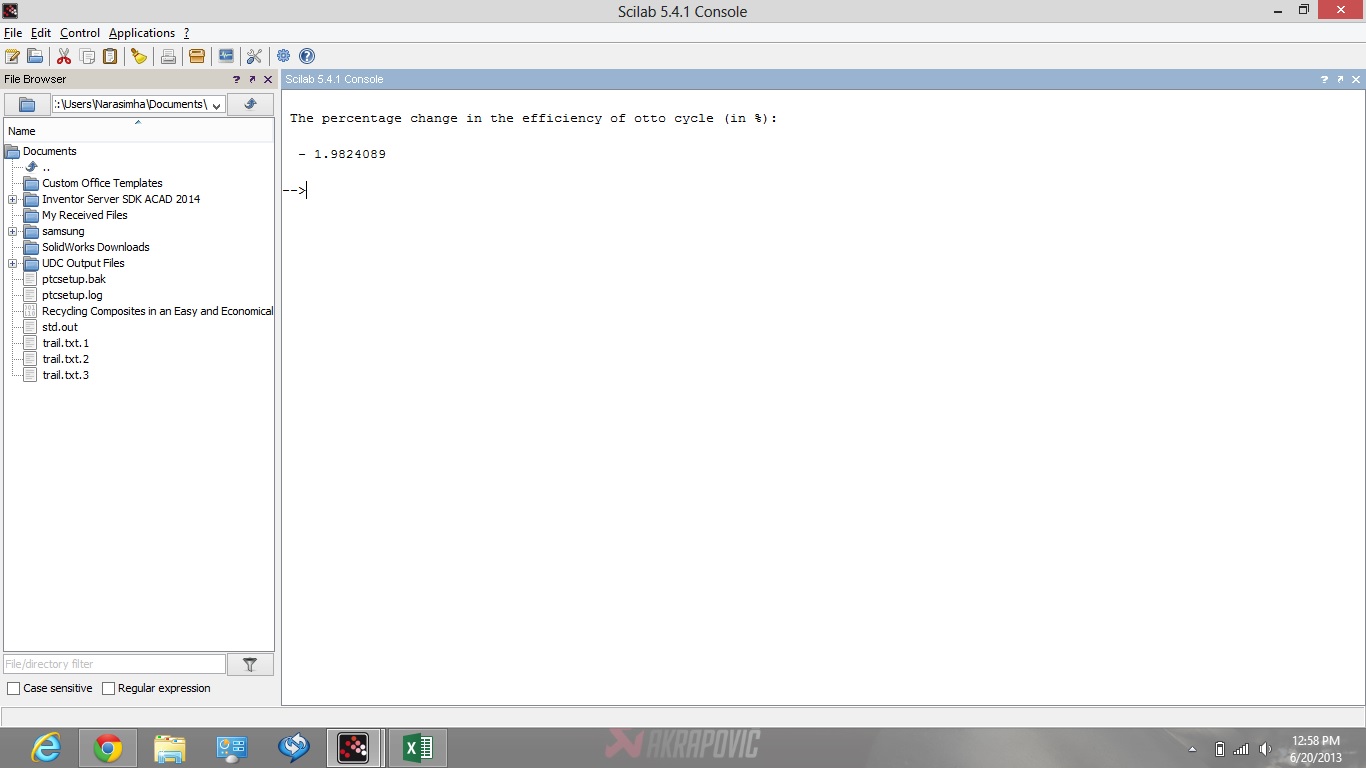 Scilab 5.4.1 Console
File Edit Control Applications ?
File Browser ? Scilab 5.4.1 Console ?
:\Users\Narasimha\Documents\
Name
Documents
..
Custom Office Templates
Inventor Server SDK ACAD 2014
My Received Files
samsung
SolidWorks Downloads
UDC Output Files
ptcsetup.bak
ptcsetup.log
Recycling Composites in an Easy and Economical
std.out
trail.txt.1
trail.txt.2
trail.txt.3
File/directory filter
Case sensitive Regular expression
The percentage change in the efficiency of otto cycle (in %):
- 1.9824089
-->
AKRAPOVIC
12:58 PM
6/20/2013